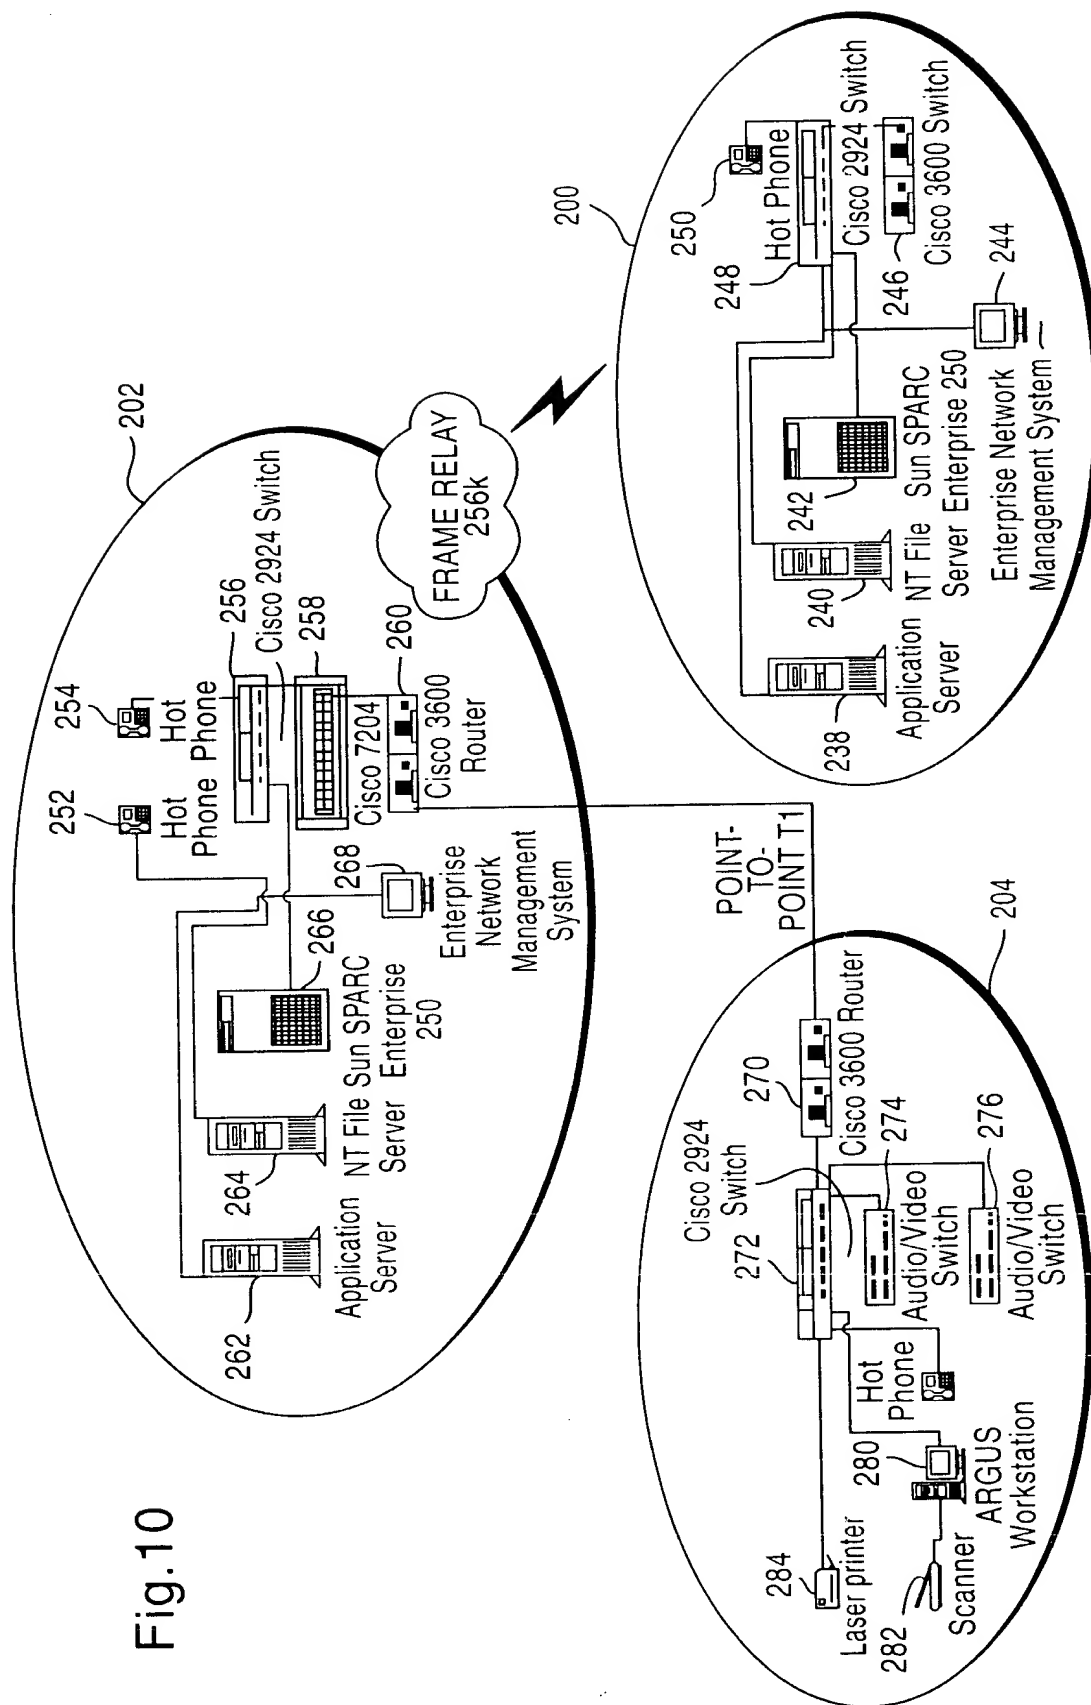 Fig.10
202
254
252
Hot
Phone
Hot
Phone
256
Cisco 2924 Switch
258
Cisco 7204
260
Cisco 3600
Router
268
Enterprise
Network
Management
System
266
Sun SPARC
Enterprise
250
264
NT File
Server
262
Application
Server
FRAME RELAY
256k
200
250
Hot Phone
248
Cisco 2924 Switch
246
Cisco 3600 Switch
244
Enterprise Network
Management System
242
Sun SPARC
Enterprise 250
240
NT File
Server
238
Application
Server
POINT-
TO-
POINT T1
204
270
Cisco 3600 Router
Cisco 2924
Switch
272
274
Audio/Video
Switch
276
Audio/Video
Switch
Hot
Phone
280
ARGUS
Workstation
282
Scanner
284
Laser printer